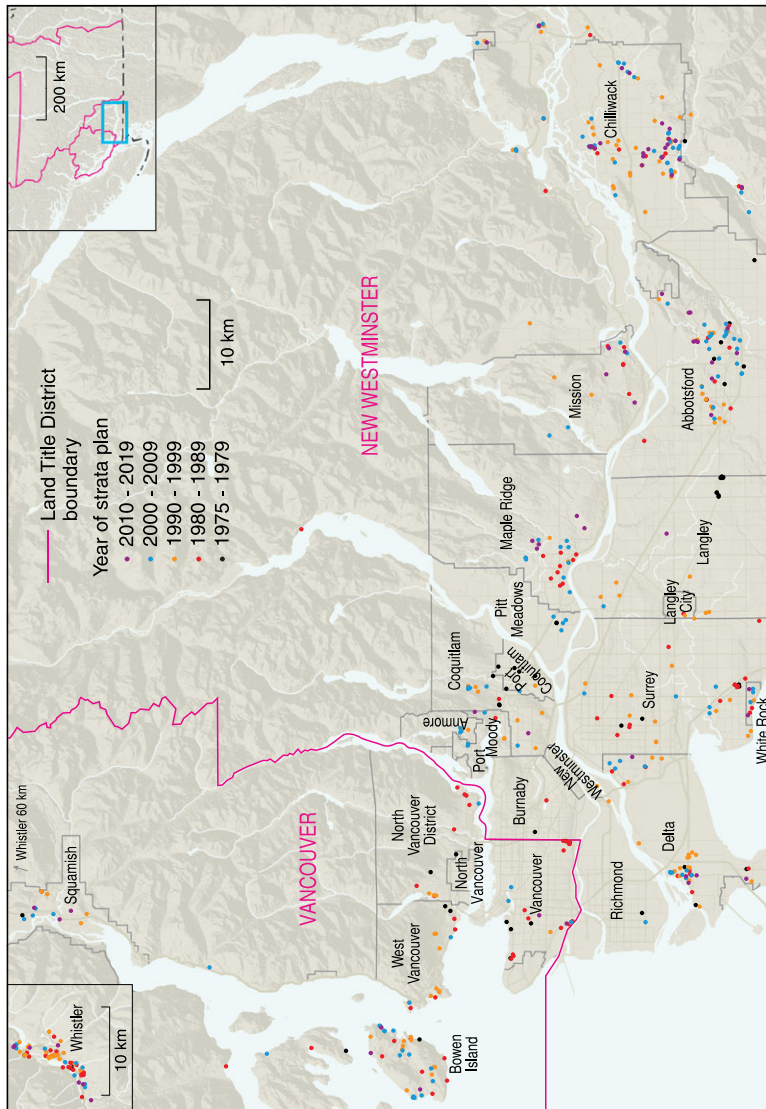 Whistler
10 km
Whistler 60 km
Squamish
200 km
Land Title District
boundary
Year of strata plan
2010 - 2019
2000 - 2009
1990 - 1999
1980 - 1989
1975 - 1979
10 km
VANCOUVER
NEW WESTMINSTER
West
Vancouver
North
Vancouver
District
North
Vancouver
Bowen
Island
Vancouver
Burnaby
Anmore
Port
Moody
Coquitlam
Port
Coquitlam
Pitt
Meadows
Maple Ridge
Mission
Chilliwack
New
Westminster
Richmond
Delta
Surrey
White Rock
Langley
City
Langley
Abbotsford